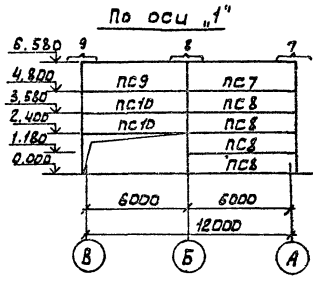 По оси „1"
6.580 9 8 7
4.800 ПС9 ПС7
3.580 ПС10 ПС8
2.400 ПС10 ПС8
1.180 ПС8
0.000 ПС8
6000 6000
12000
В Б А